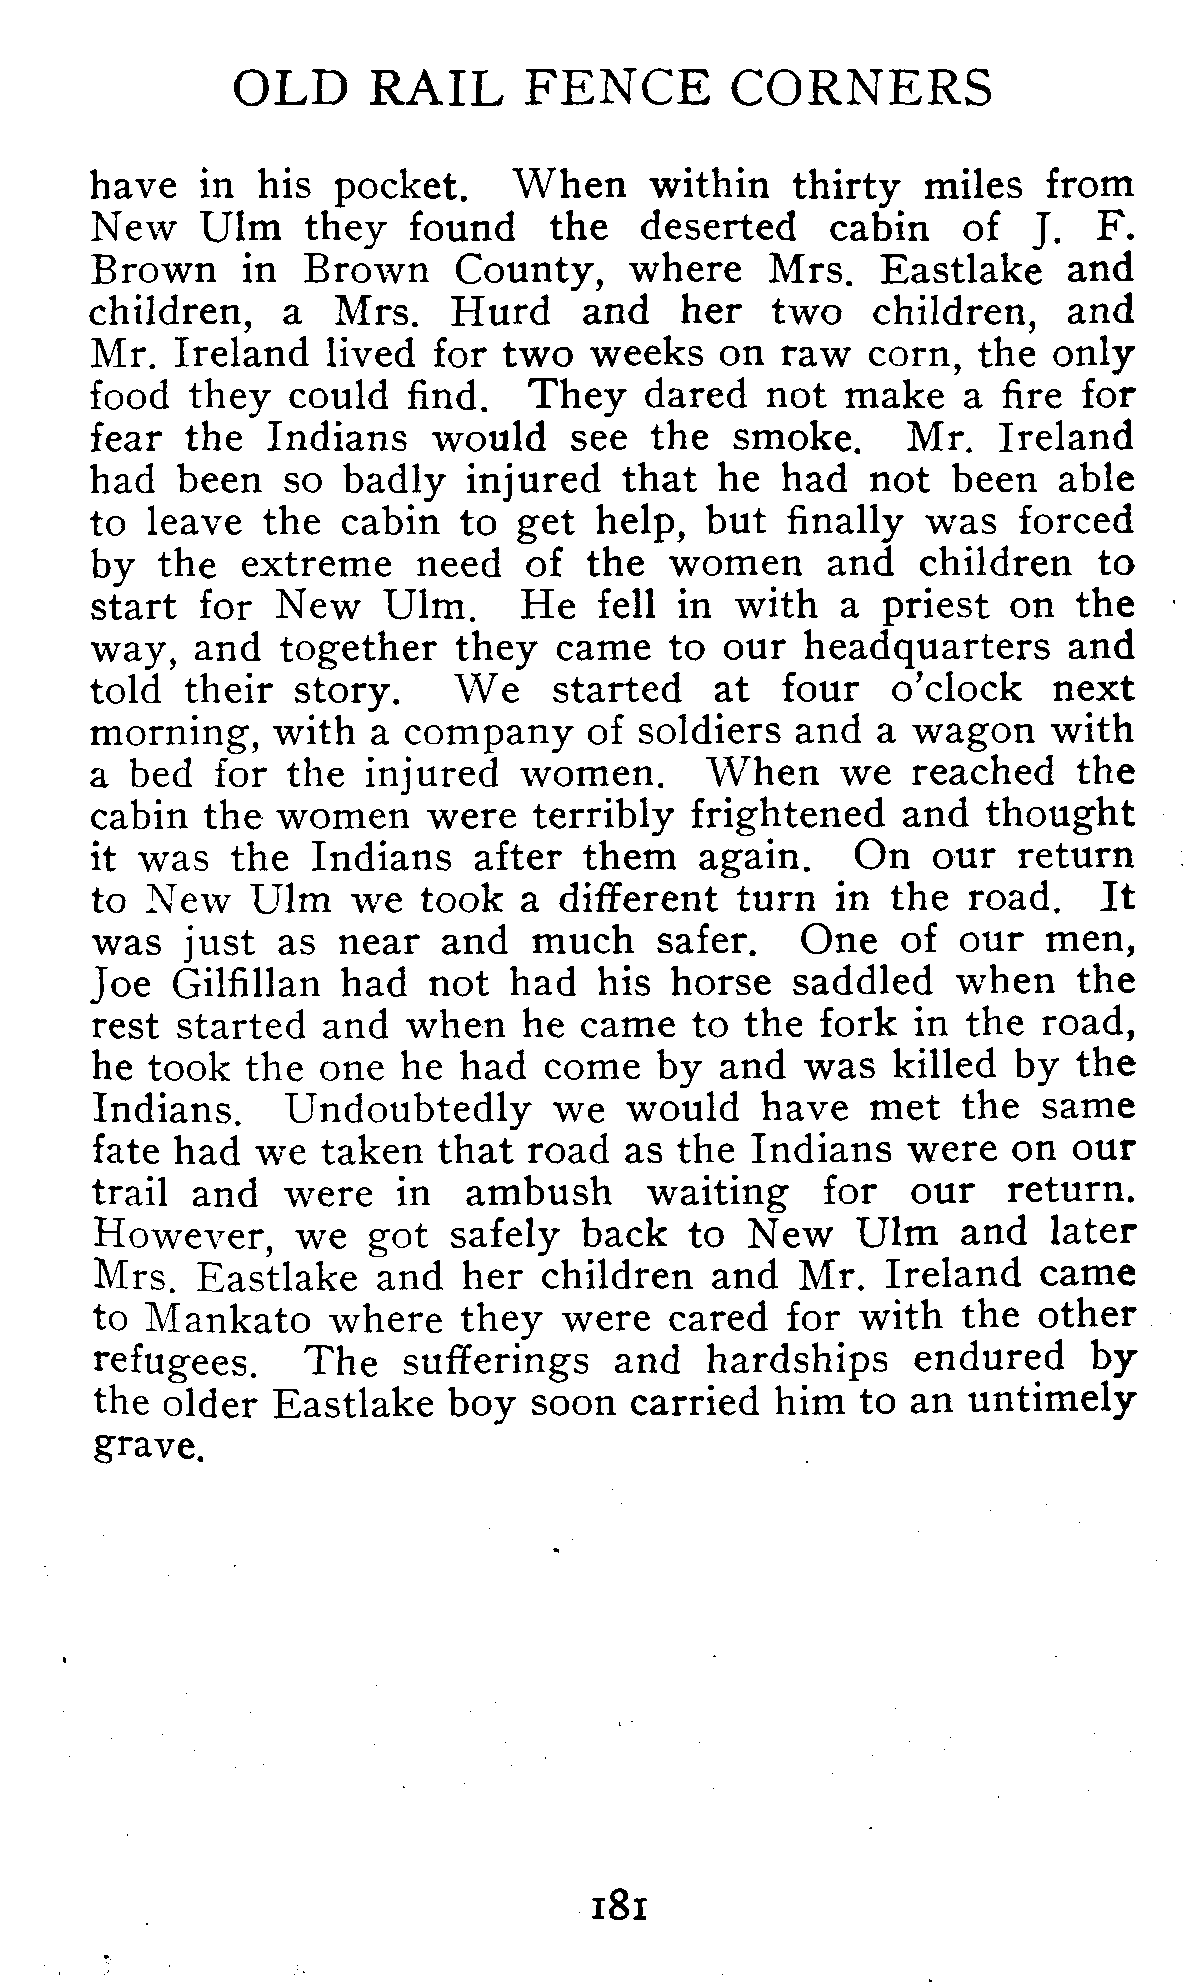 OLD RAIL FENCE CORNERS
have in his pocket. When within thirty miles from
New Ulm they found the deserted cabin of J. F.
Brown in Brown County, where Mrs. Eastlake and
children, a Mrs. Hurd and her two children, and
Mr. Ireland lived for two weeks on raw corn, the only
food they could find. They dared not make a fire for
fear the Indians would see the smoke. Mr. Ireland
had been so badly injured that he had not been able
to leave the cabin to get help, but finally was forced
by the extreme need of the women and children to
start for New Ulm. He fell in with a priest on the
way, and together they came to our headquarters and
told their story. We started at four o'clock next
morning, with a company of soldiers and a wagon with
a bed for the injured women. When we reached the
cabin the women were terribly frightened and thought
it was the Indians after them again. On our return
to New Ulm we took a different turn in the road. It
was just as near and much safer. One of our men,
Joe Gilfillan had not had his horse saddled when the
rest started and when he came to the fork in the road,
he took the one he had come by and was killed by the
Indians. Undoubtedly we would have met the same
fate had we taken that road as the Indians were on our
trail and were in ambush waiting for our return.
However, we got safely back to New Ulm and later
Mrs. Eastlake and her children and Mr. Ireland came
to Mankato where they were cared for with the other
refugees. The sufferings and hardships endured by
the older Eastlake boy soon carried him to an untimely
grave.
181